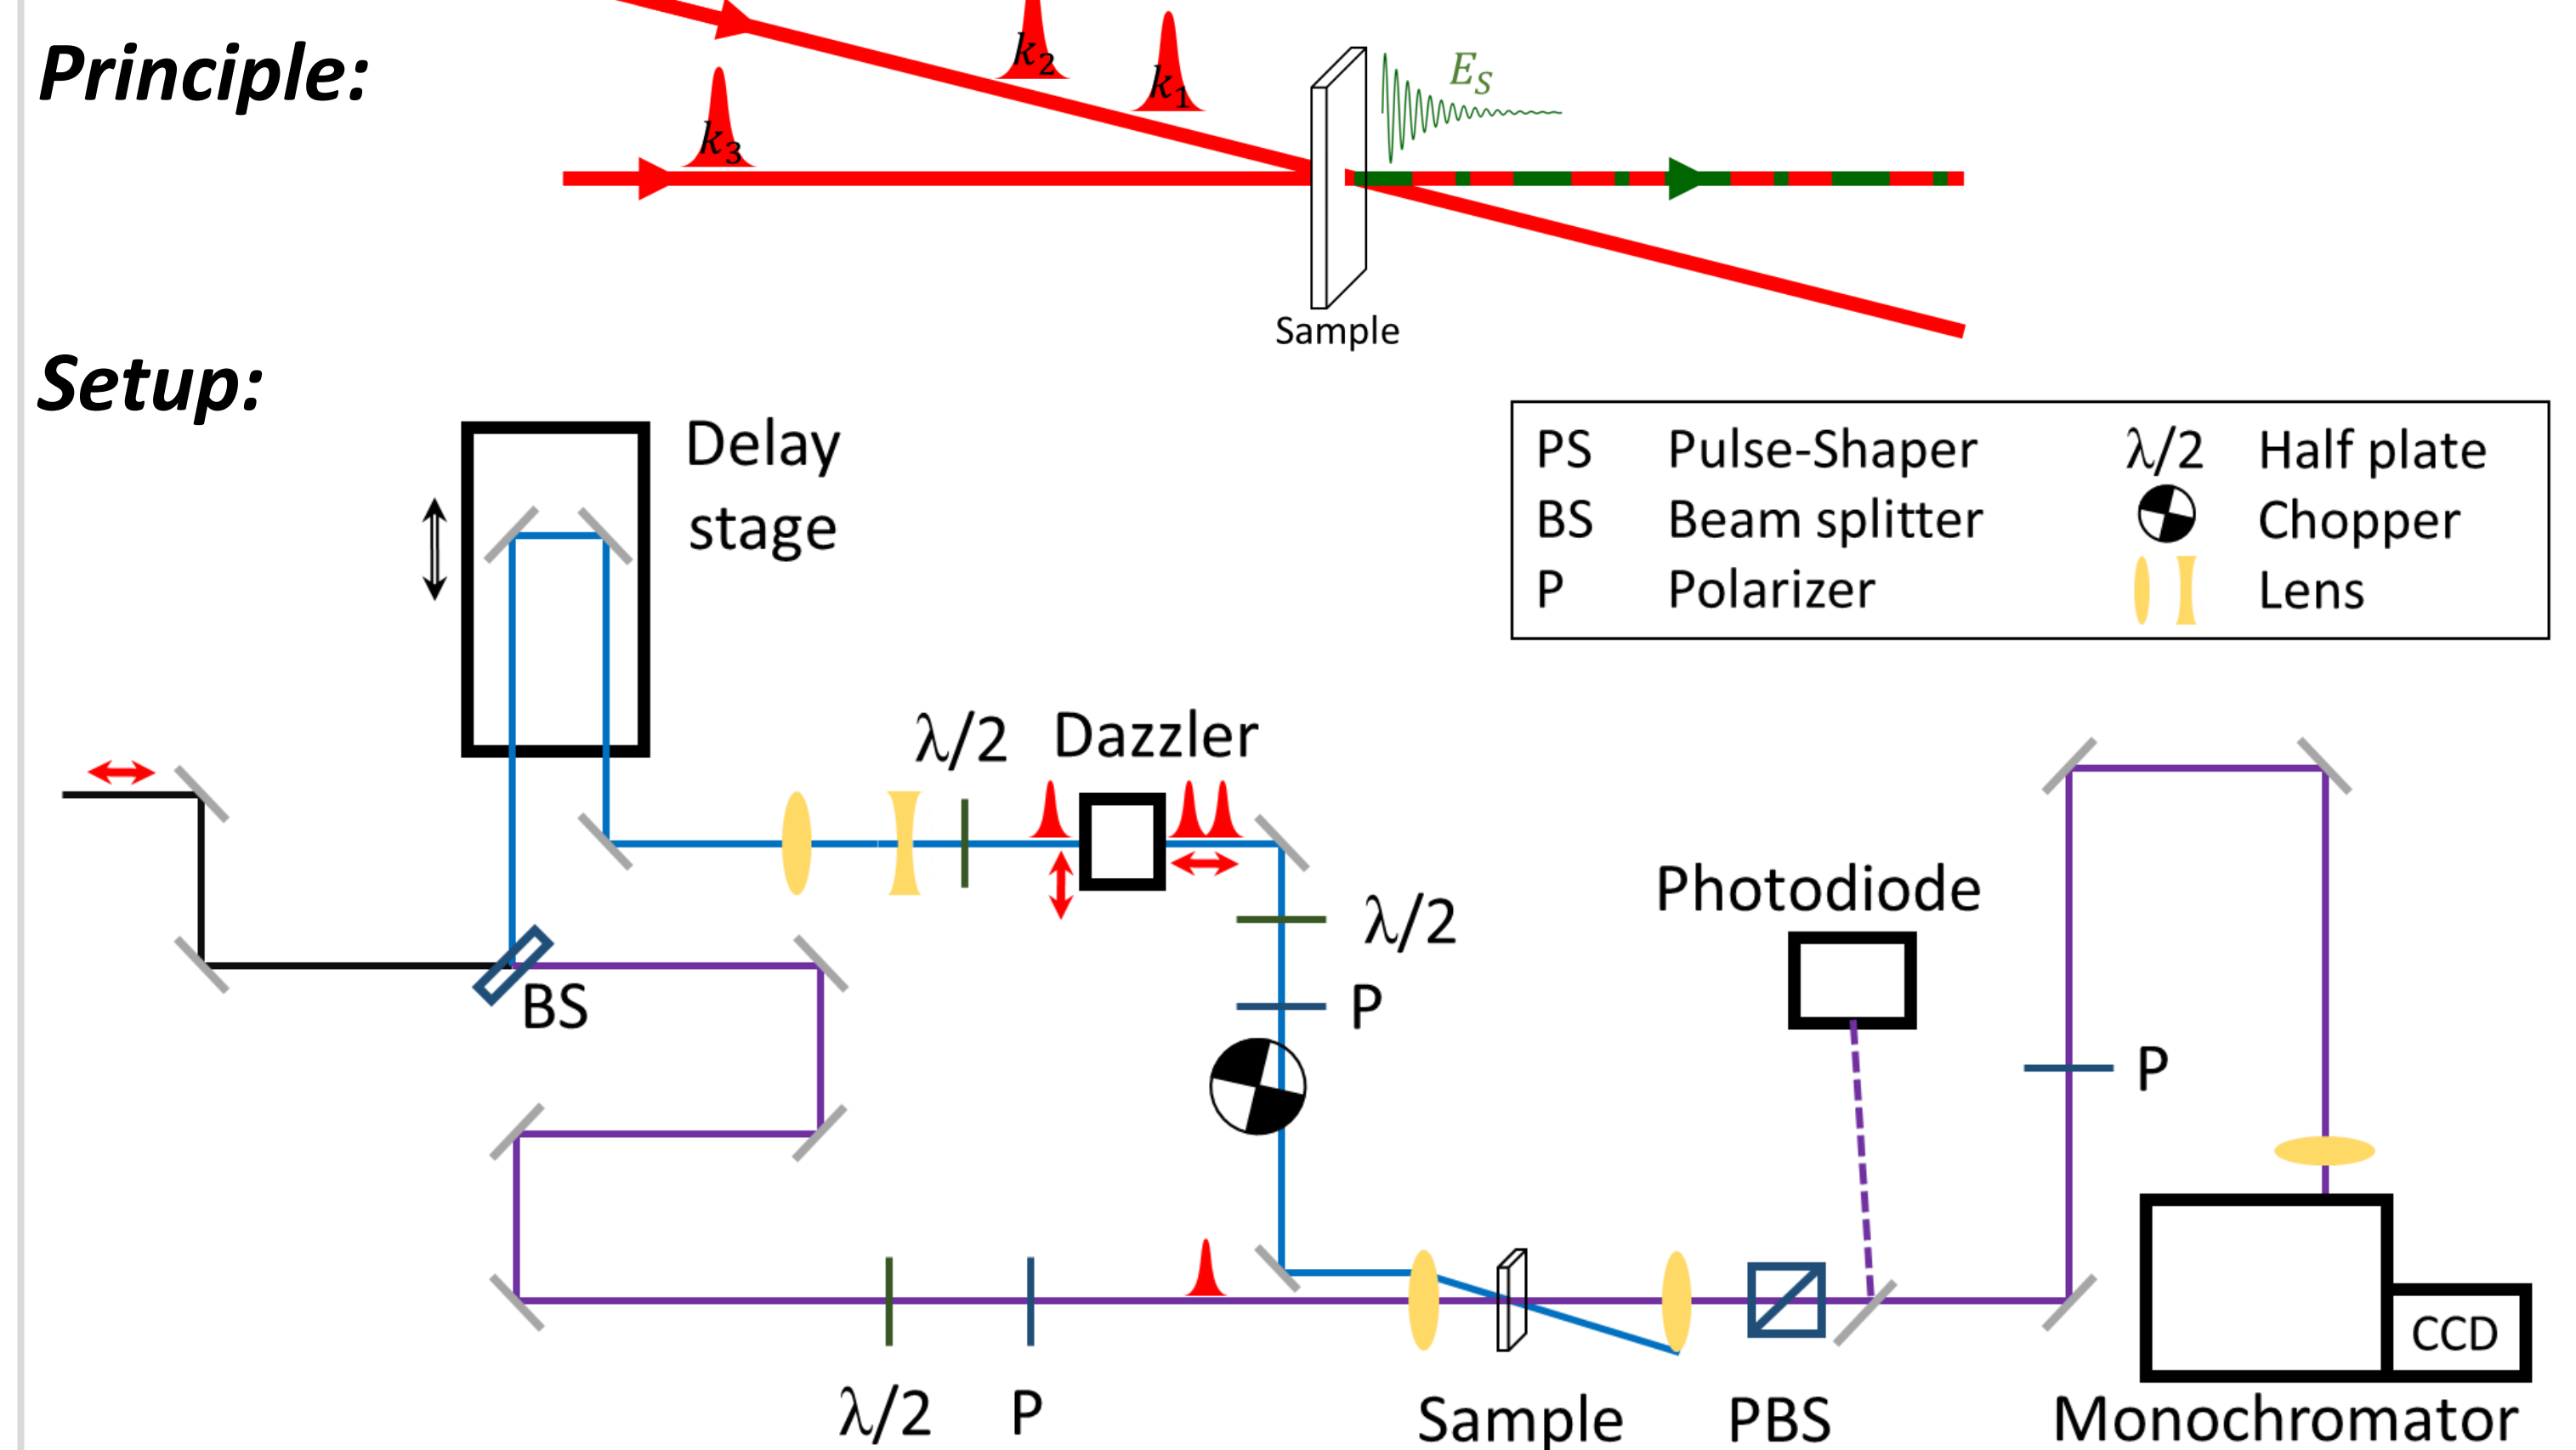 Principle:
k₂
k₁
k₃
E_S
Sample
Setup:
Delay
stage
PS Pulse-Shaper λ/2 Half plate
BS Beam splitter Chopper
P Polarizer Lens
λ/2 Dazzler
Photodiode
λ/2
BS
P
P
CCD
λ/2 P Sample PBS Monochromator